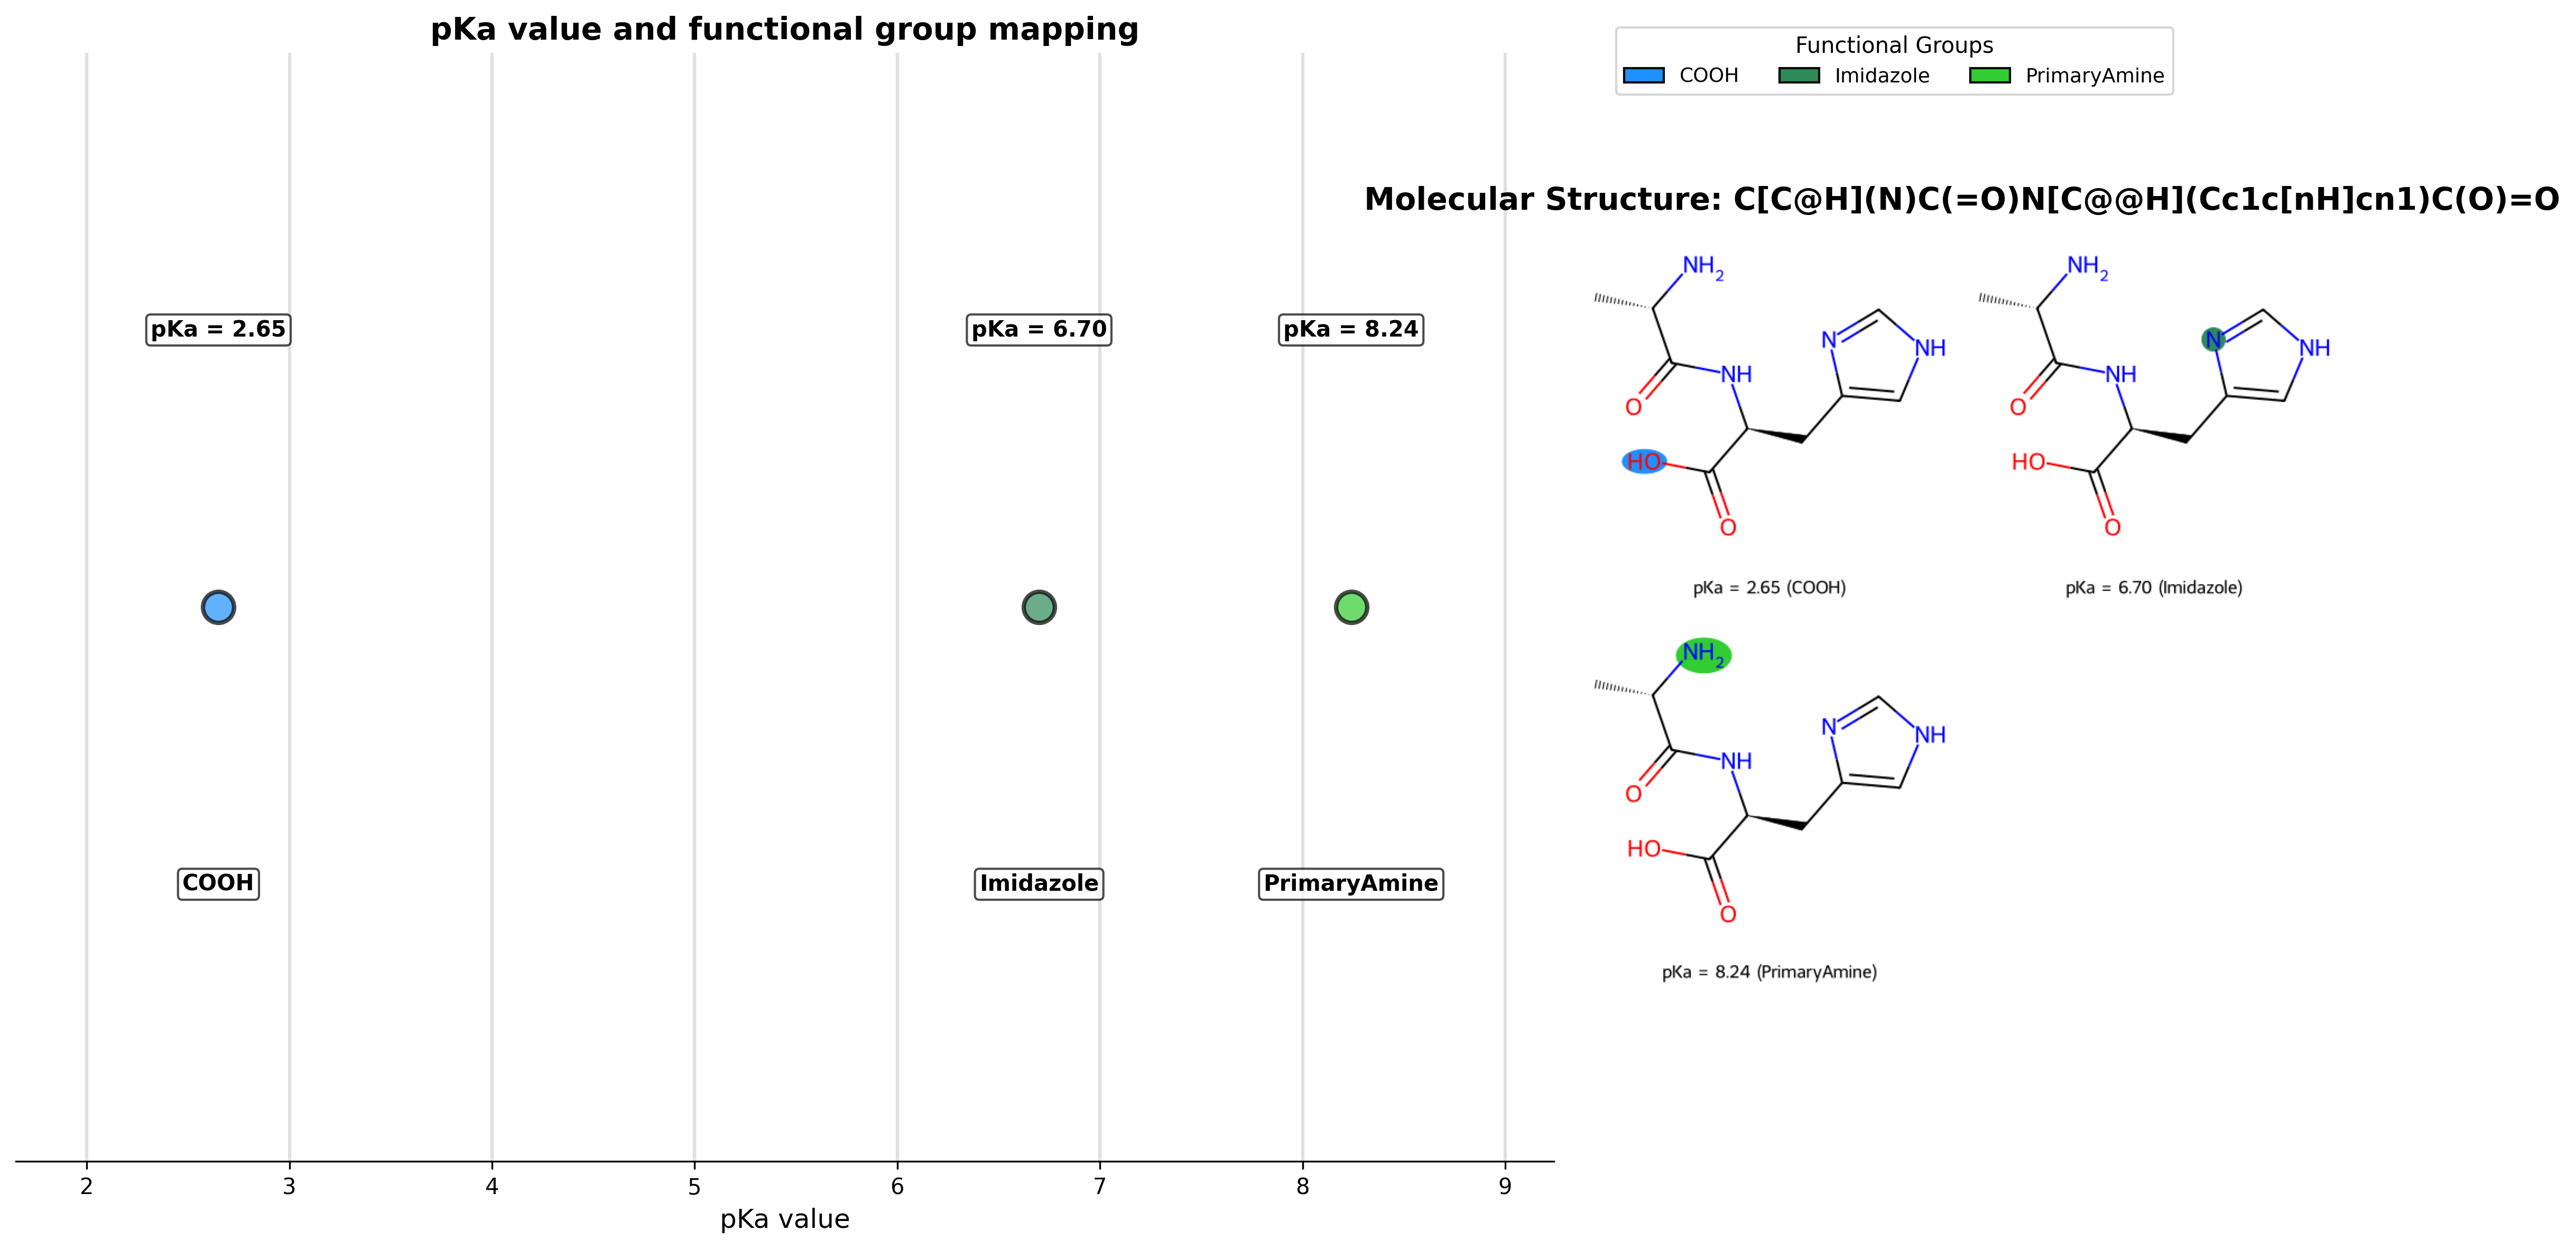 pKa value and functional group mapping
Functional Groups
COOH Imidazole PrimaryAmine
Molecular Structure: C[C@H](N)C(=O)N[C@@H](Cc1c[nH]cn1)C(O)=O
pKa = 2.65
pKa = 6.70
pKa = 8.24
COOH
Imidazole
PrimaryAmine
2 3 4 5 6 7 8 9
pKa value
NH2
N
NH
NH
O
HO
O
pKa = 2.65 (COOH)
NH2
N
NH
NH
O
HO
O
pKa = 6.70 (Imidazole)
NH2
N
NH
NH
O
HO
O
pKa = 8.24 (PrimaryAmine)